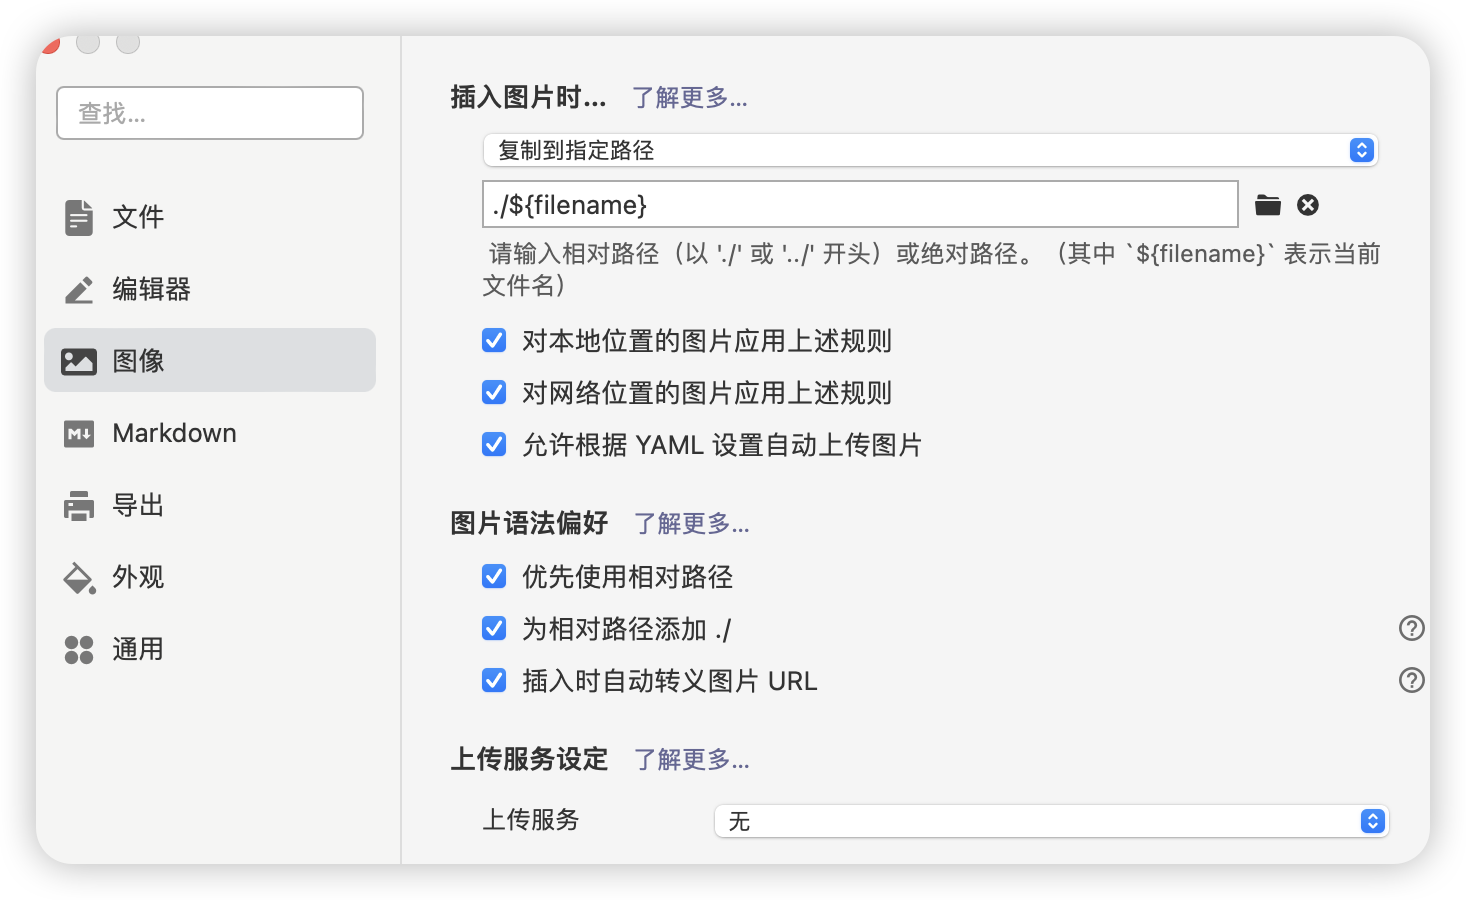 查找...
文件
编辑器
图像
Markdown
导出
外观
通用
插入图片时... 了解更多...
复制到指定路径
./${filename}
请输入相对路径（以 './' 或 '../' 开头）或绝对路径。（其中 `${filename}` 表示当前
文件名）
对本地位置的图片应用上述规则
对网络位置的图片应用上述规则
允许根据 YAML 设置自动上传图片
图片语法偏好 了解更多...
优先使用相对路径
为相对路径添加 ./
插入时自动转义图片 URL
上传服务设定 了解更多...
上传服务 无